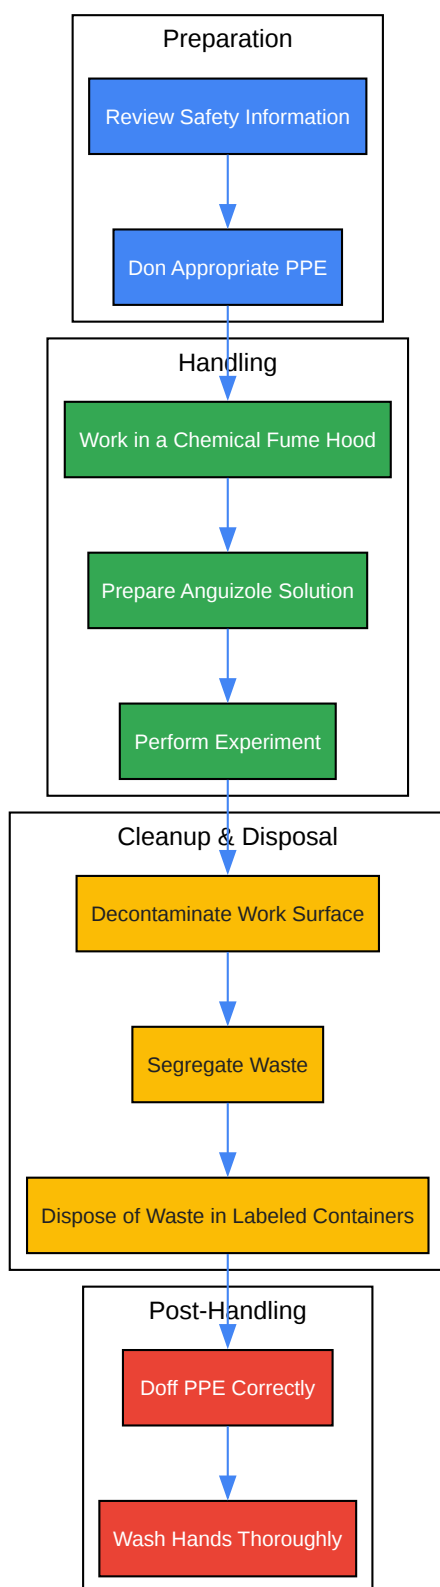 Preparation
Review Safety Information
Don Appropriate PPE
Handling
Work in a Chemical Fume Hood
Prepare Anguizole Solution
Perform Experiment
Cleanup & Disposal
Decontaminate Work Surface
Segregate Waste
Dispose of Waste in Labeled Containers
Post-Handling
Doff PPE Correctly
Wash Hands Thoroughly